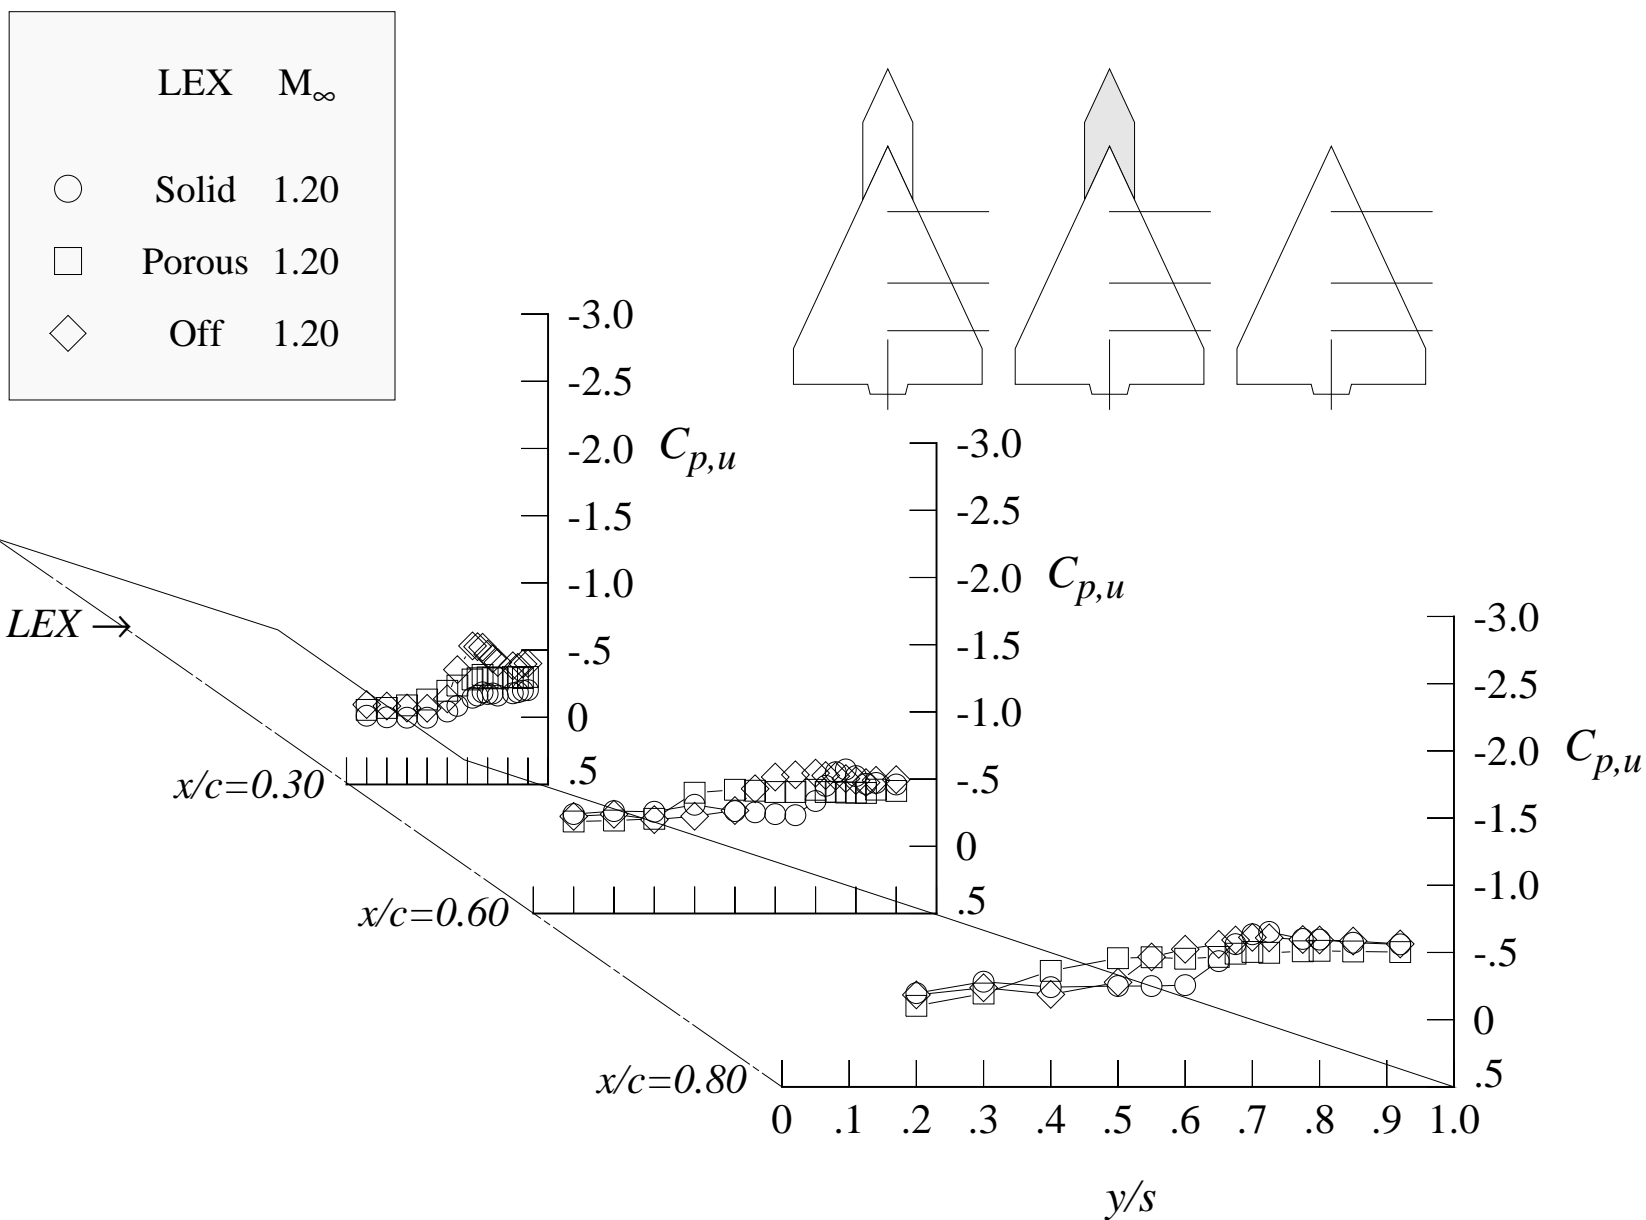 LEX M∞
Solid 1.20
Porous 1.20
Off 1.20
-3.0
-2.5
-2.0 Cp,u
-1.5
-1.0
-.5
0
.5
-3.0
-2.5
-2.0 Cp,u
-1.5
-1.0
-.5
0
.5
-3.0
-2.5
-2.0 Cp,u
-1.5
-1.0
-.5
0
.5
LEX →
x/c=0.30
x/c=0.60
x/c=0.80
0 .1 .2 .3 .4 .5 .6 .7 .8 .9 1.0
y/s